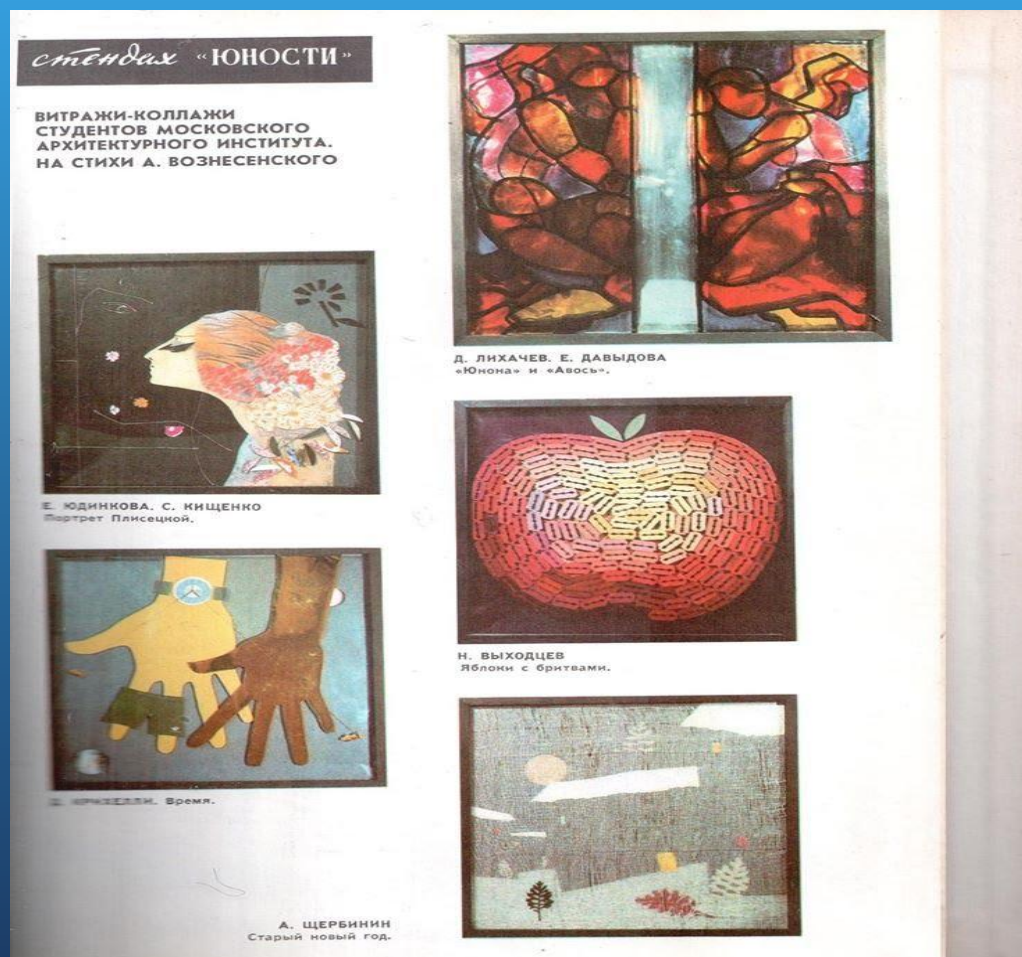 стендах «ЮНОСТИ»
ВИТРАЖИ-КОЛЛАЖИ
СТУДЕНТОВ МОСКОВСКОГО
АРХИТЕКТУРНОГО ИНСТИТУТА.
НА СТИХИ А. ВОЗНЕСЕНСКОГО
Д. ЛИХАЧЕВ. Е. ДАВЫДОВА
«Юнона» и «Авось».
Е. ЮДИНКОВА. С. КИЩЕНКО
Портрет Плисецкой.
Н. ВЫХОДЦЕВ
Яблоки с бритвами.
Время.
А. ЩЕРБИНИН
Старый новый год.